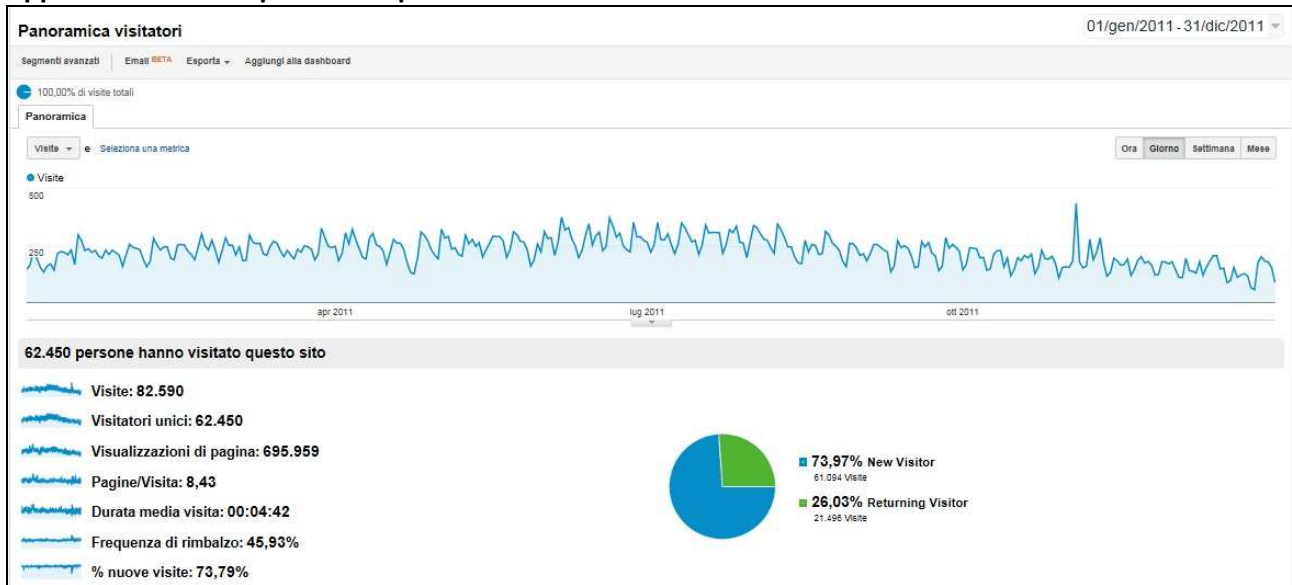 Panoramica visitatori
01/gen/2011 - 31/dic/2011
Segmenti avanzati Email BETA Esporta Aggiungi alla dashboard
100,00% di visite totali
Panoramica
Visite e Seleziona una metrica
Ora Giorno Settimana Mese
Visite
500
250
apr 2011 lug 2011 ott 2011
62.450 persone hanno visitato questo sito
Visite: 82.590
Visitatori unici: 62.450
Visualizzazioni di pagina: 695.959
Pagine/Visita: 8,43
Durata media visita: 00:04:42
Frequenza di rimbalzo: 45,93%
% nuove visite: 73,79%
73,97% New Visitor
61.094 Visite
26,03% Returning Visitor
21.496 Visite